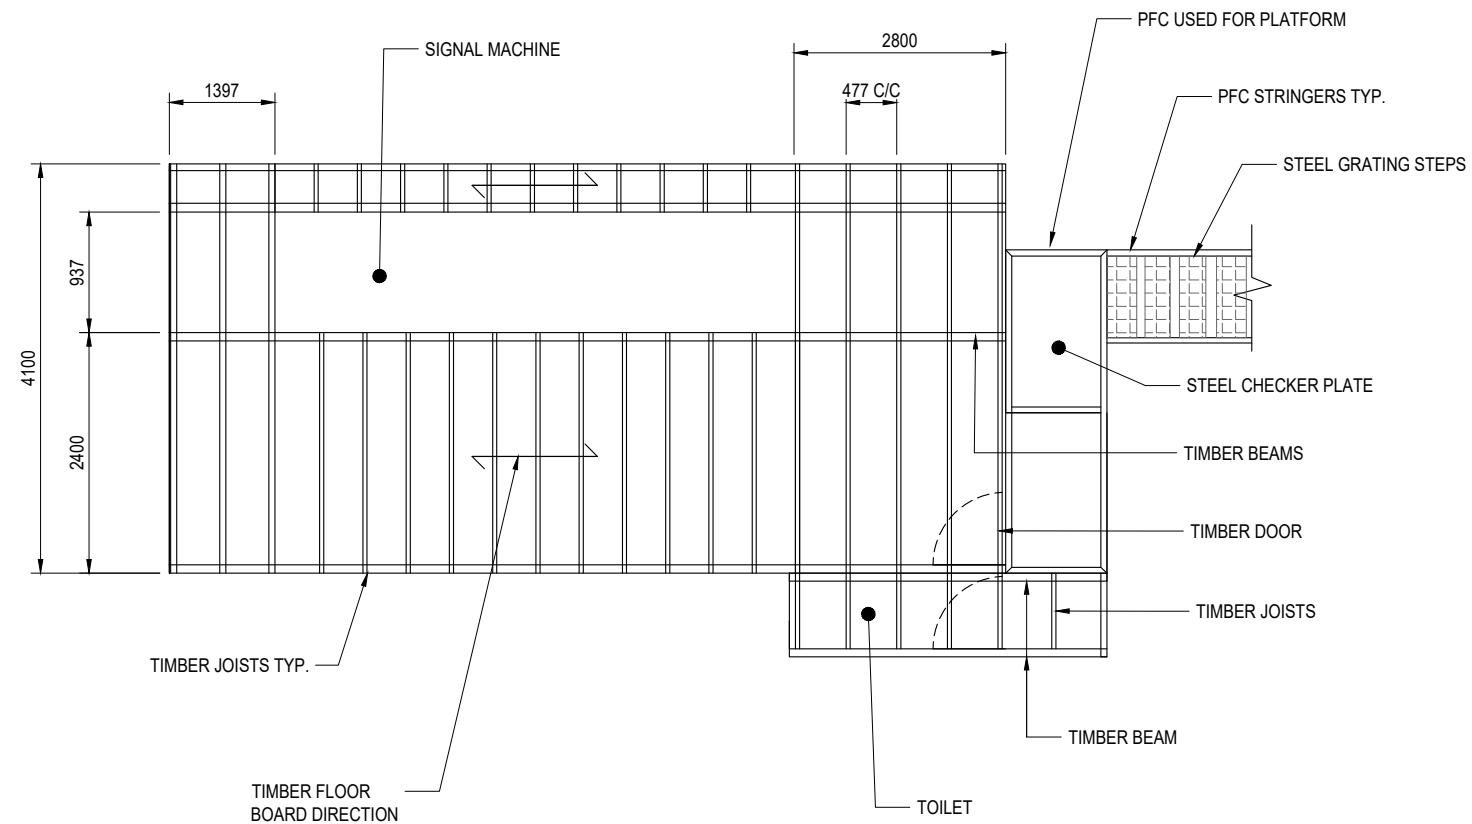 PFC USED FOR PLATFORM
2800
SIGNAL MACHINE
1397
477 C/C
PFC STRINGERS TYP.
STEEL GRATING STEPS
937
4100
STEEL CHECKER PLATE
2400
TIMBER BEAMS
TIMBER DOOR
TIMBER JOISTS
TIMBER JOISTS TYP.
TIMBER BEAM
TIMBER FLOOR
BOARD DIRECTION
TOILET